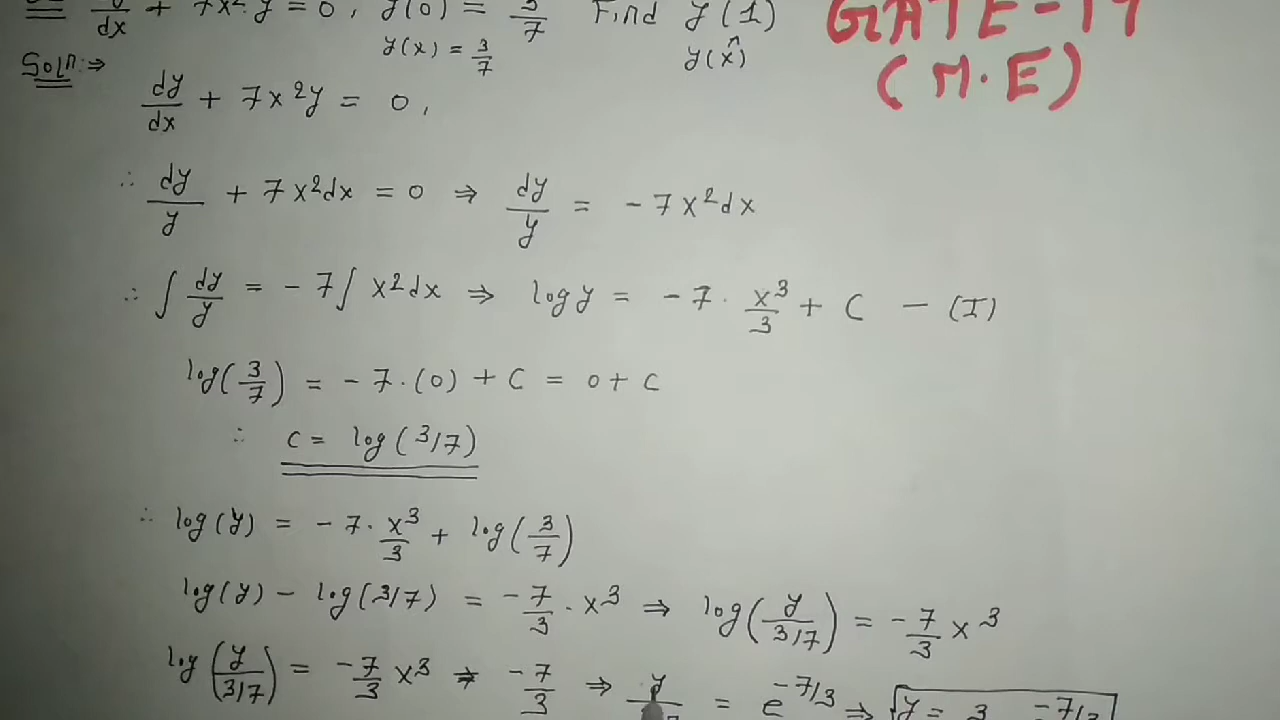 dy/dx + 7x²y = 0, y(0) = 3/7 Find y(1)
y(x) = 3/7 y(x)
(M.E)
Soln:⇒
dy/dx + 7x²y = 0,
∴ dy/y + 7x²dx = 0 ⇒ dy/y = -7x²dx
∴ ∫ dy/y = -7∫ x²dx ⇒ log y = -7 · x³/3 + C — (I)
log(3/7) = -7·(0) + C = 0 + C
∴ C = log(3/7)
∴ log(y) = -7 · x³/3 + log(3/7)
log(y) - log(3/7) = -7/3 · x³ ⇒ log(y/(3/7)) = -7/3 x³
log(y/(3/7)) = -7/3 x³ ⇒ -7/3 ⇒ y = e^(-7/3) ⇒ y = 3 -7/3